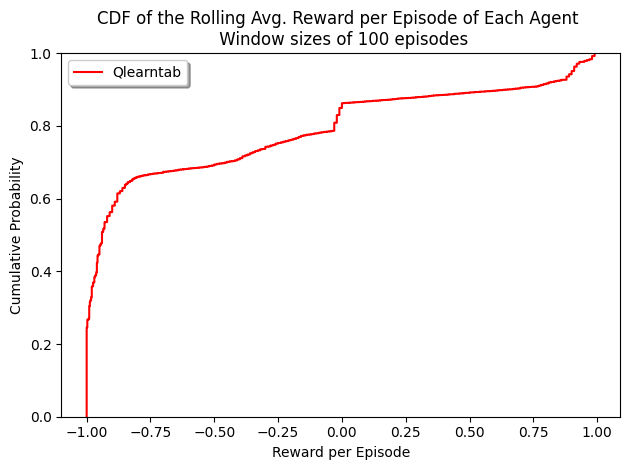 CDF of the Rolling Avg. Reward per Episode of Each Agent
Window sizes of 100 episodes
Qlearntab
1.0
0.8
0.6
0.4
0.2
0.0
Cumulative Probability
−1.00 −0.75 −0.50 −0.25 0.00 0.25 0.50 0.75 1.00
Reward per Episode